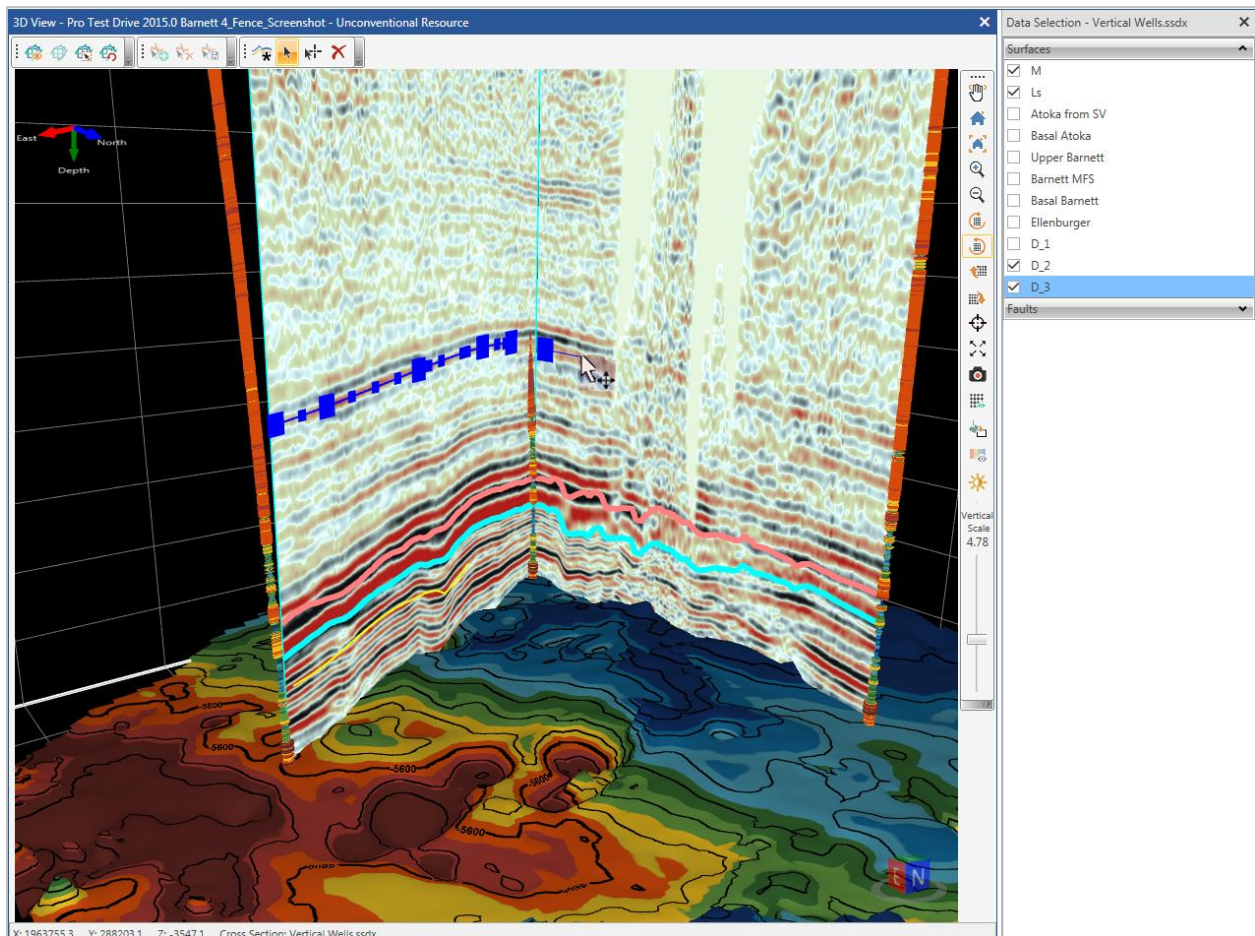 3D View - Pro Test Drive 2015.0 Barnett 4_Fence_Screenshot - Unconventional Resource
Data Selection - Vertical Wells.ssdx
Surfaces
M
Ls
Atoka from SV
Basal Atoka
Upper Barnett
Barnett MFS
Basal Barnett
Ellenburger
D_1
D_2
D_3
Faults
East
North
Depth
Vertical
Scale
4.78
-5600
-5600
-5600
-5600
-5600
E N
X: 1963755.3 Y: 288203.1 Z: -3547.1 Cross Section: Vertical Wells.ssdx